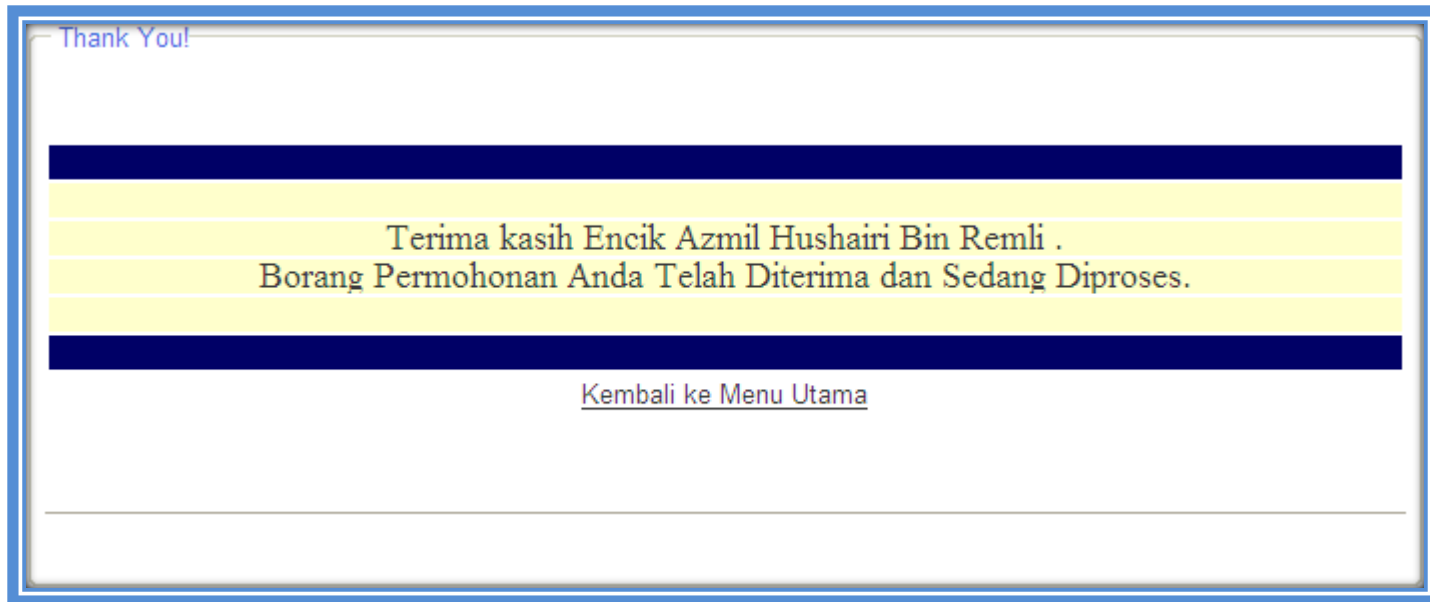 Thank You!
Terima kasih Encik Azmil Hushairi Bin Remli .
Borang Permohonan Anda Telah Diterima dan Sedang Diproses.
Kembali ke Menu Utama